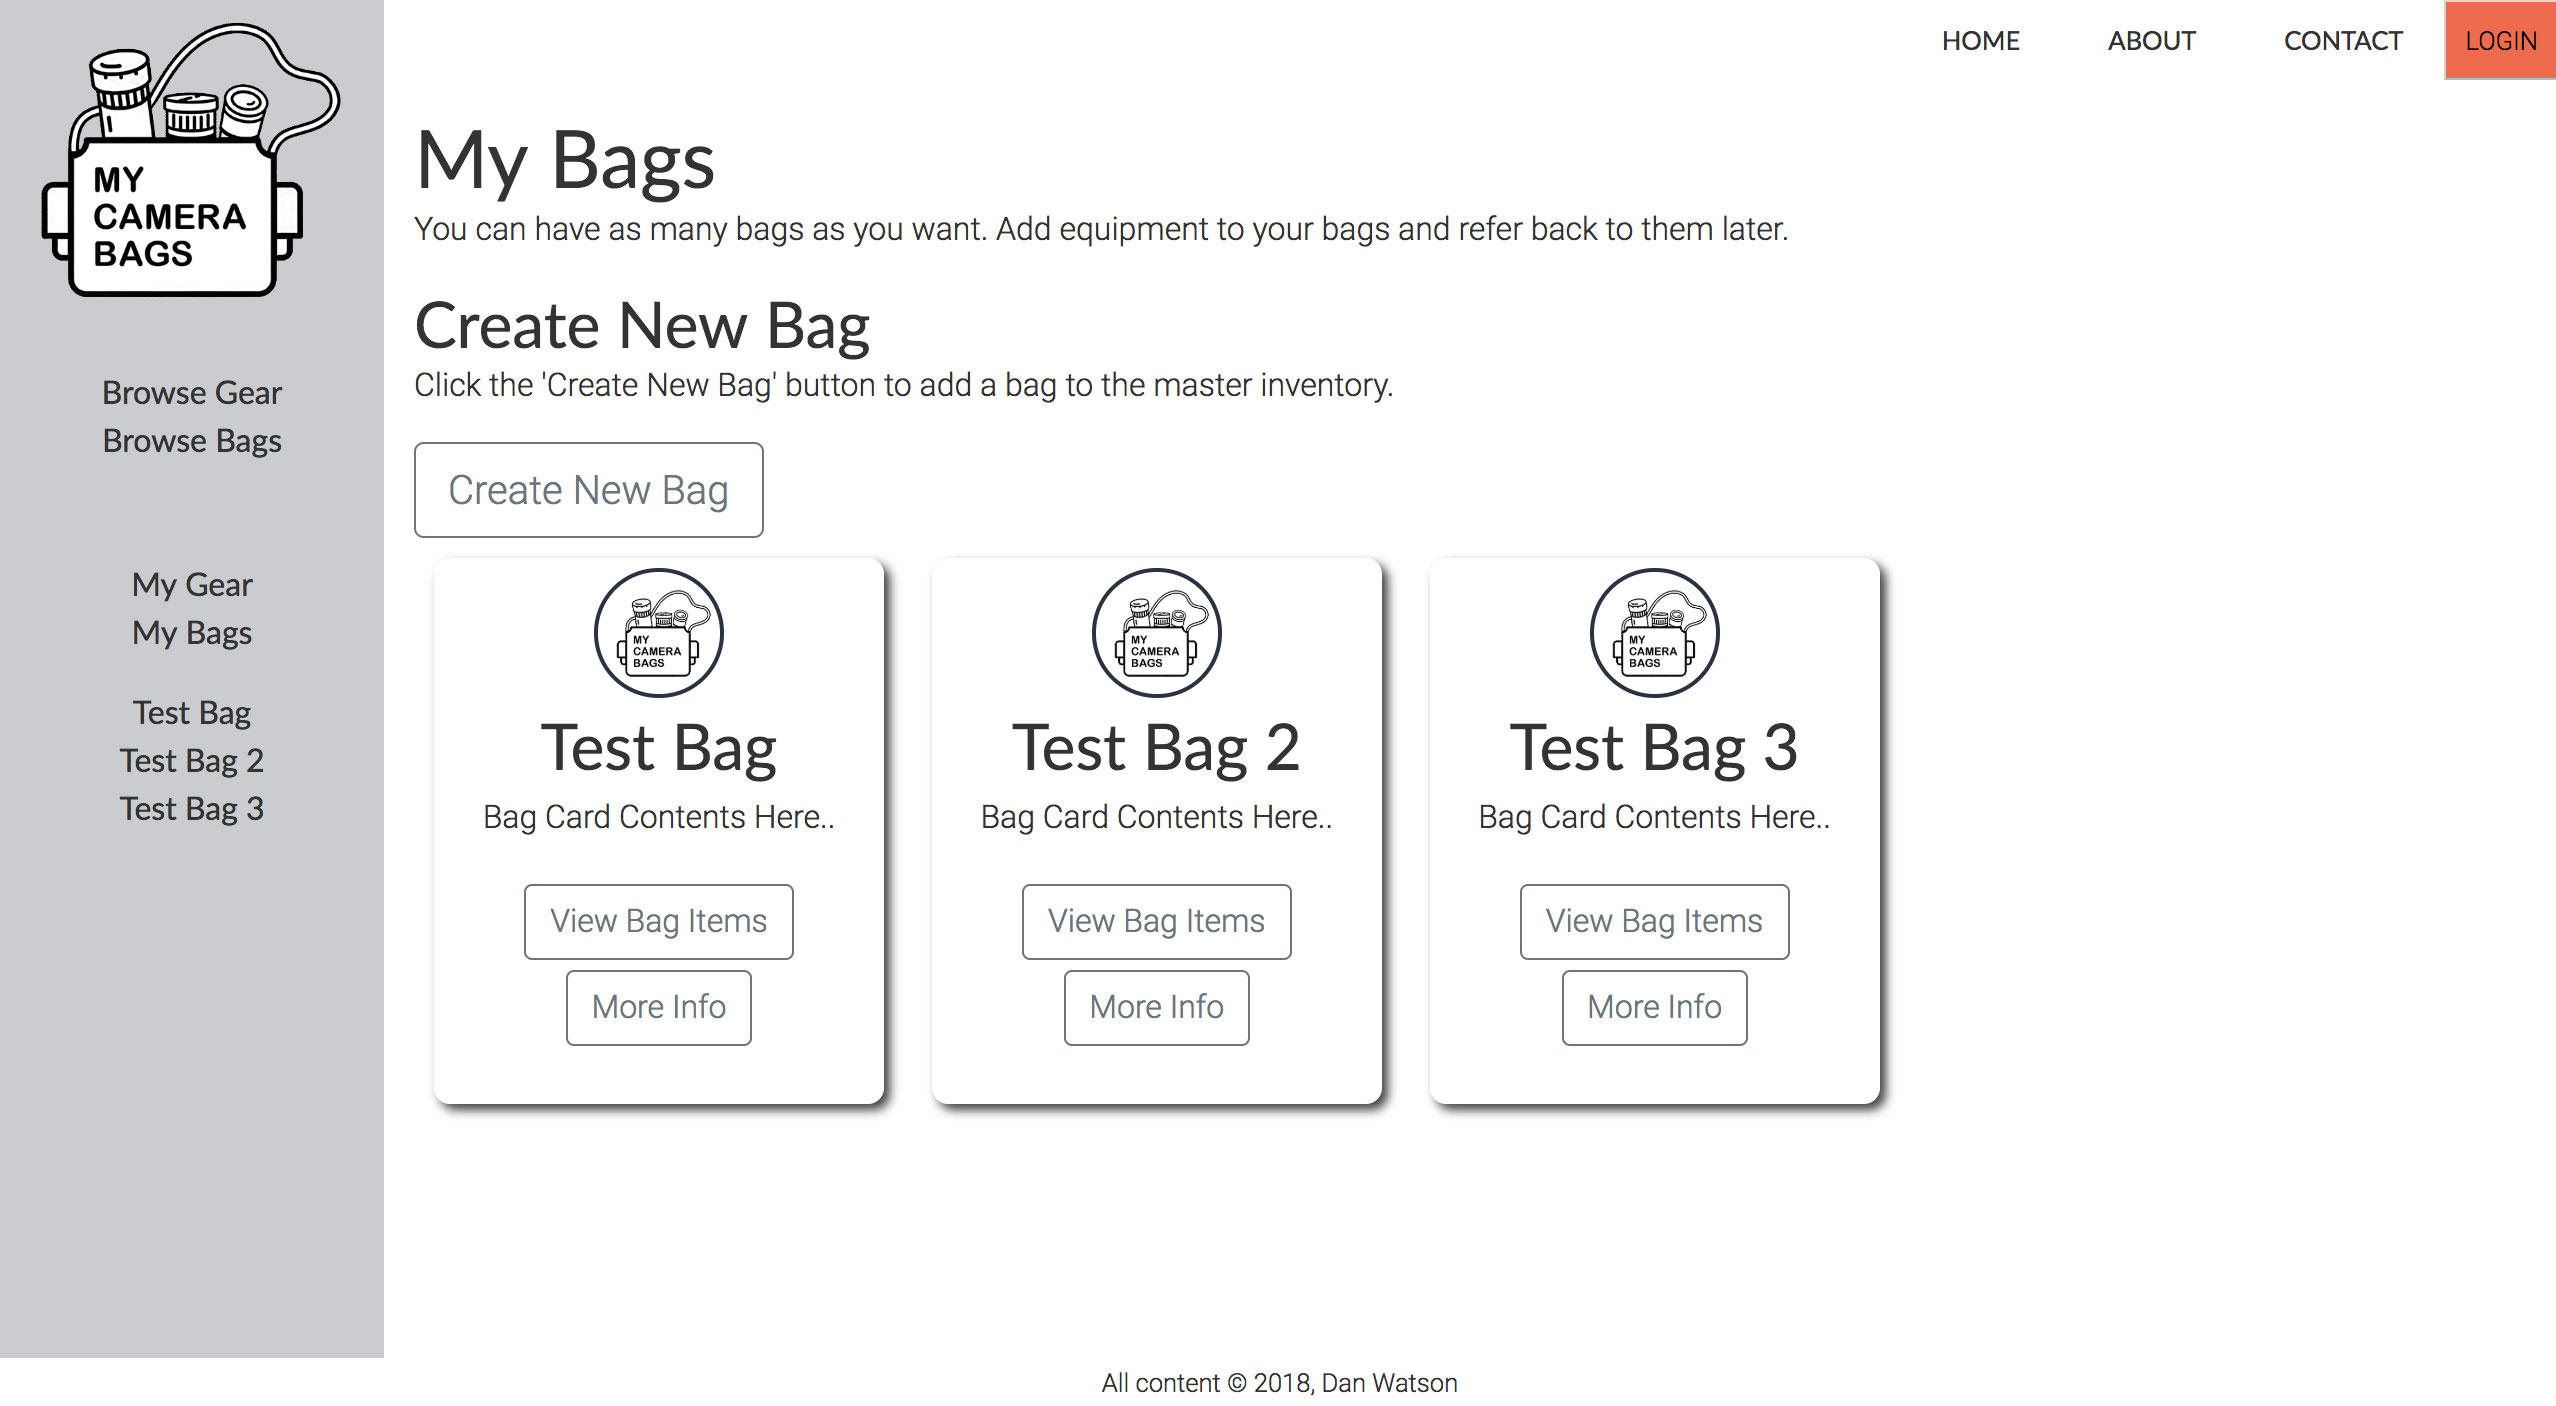 MY
CAMERA
BAGS
Browse Gear
Browse Bags
My Gear
My Bags
Test Bag
Test Bag 2
Test Bag 3
HOME ABOUT CONTACT LOGIN
My Bags
You can have as many bags as you want. Add equipment to your bags and refer back to them later.
Create New Bag
Click the 'Create New Bag' button to add a bag to the master inventory.
Create New Bag
MY
CAMERA
BAGS
Test Bag
Bag Card Contents Here..
View Bag Items
More Info
MY
CAMERA
BAGS
Test Bag 2
Bag Card Contents Here..
View Bag Items
More Info
MY
CAMERA
BAGS
Test Bag 3
Bag Card Contents Here..
View Bag Items
More Info
All content © 2018, Dan Watson